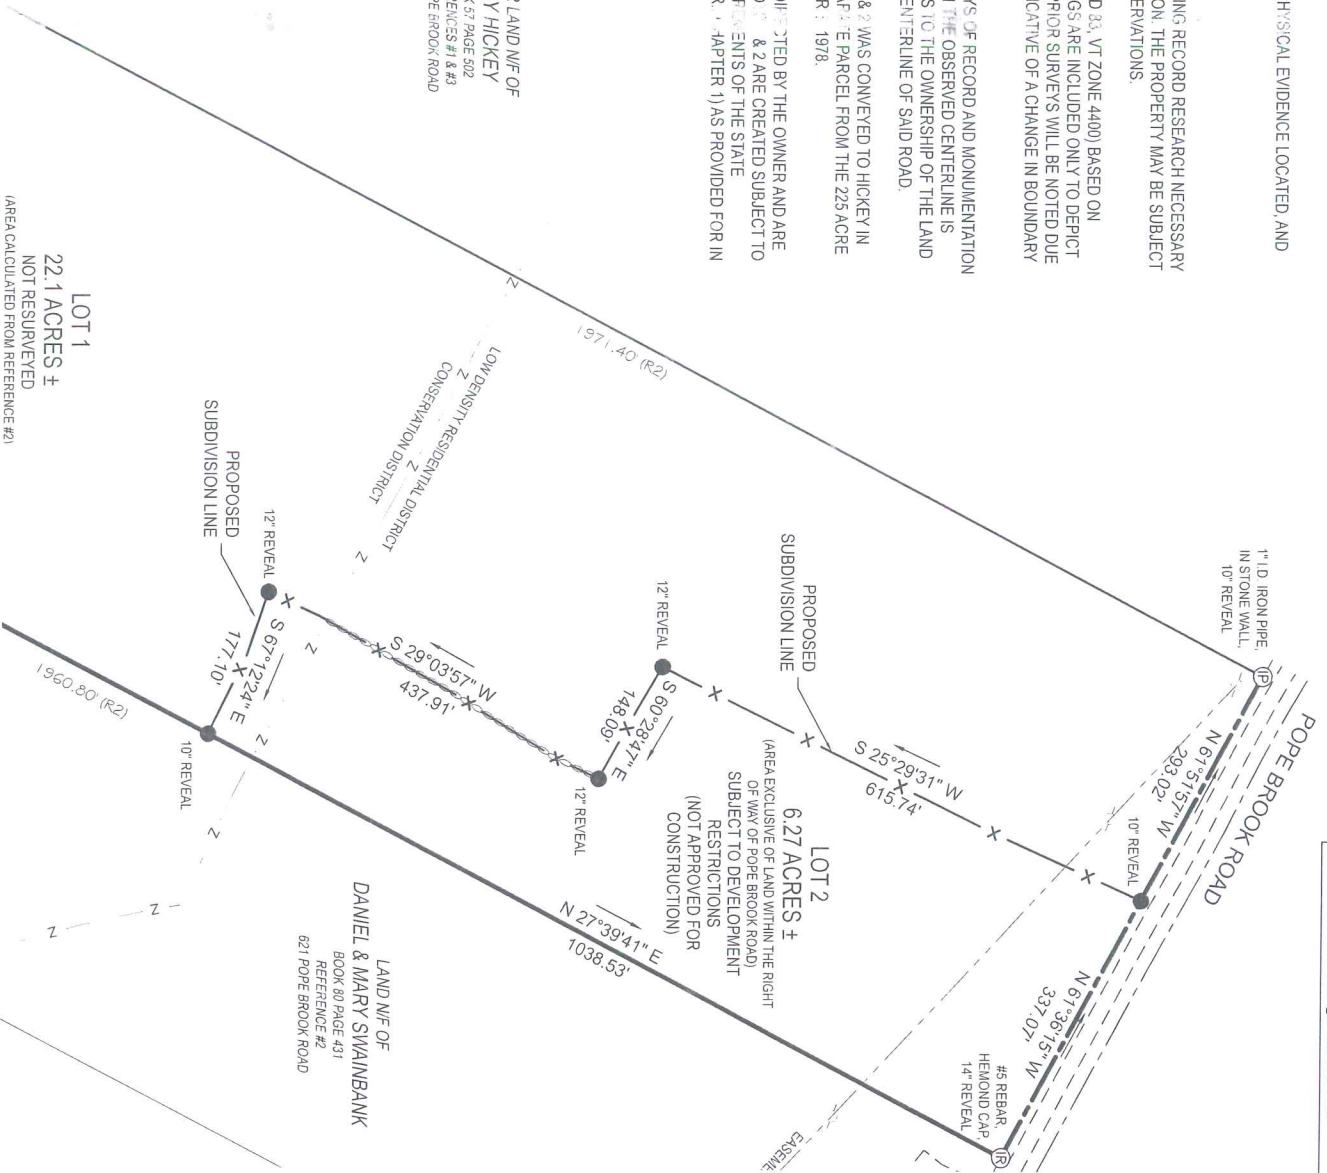 HYSICAL EVIDENCE LOCATED, AND
ING RECORD RESEARCH NECESSARY
ON. THE PROPERTY MAY BE SUBJECT
ERVATIONS.
D 83, VT ZONE 4400) BASED ON
GS ARE INCLUDED ONLY TO DEPICT
PRIOR SURVEYS WILL BE NOTED DUE
ICATIVE OF A CHANGE IN BOUNDARY
YS OF RECORD AND MONUMENTATION
THE OBSERVED CENTERLINE IS
S TO THE OWNERSHIP OF THE LAND
ENTERLINE OF SAID ROAD.
& 2 WAS CONVEYED TO HICKEY IN
PARCEL FROM THE 225 ACRE
1978.
BY THE OWNER AND ARE
& 2 ARE CREATED SUBJECT TO
OF THE STATE
1) AS PROVIDED FOR IN
LAND N/F OF
Y HICKEY
K 57 PAGE 502
ENCES #1 & #3
PE BROOK ROAD
1" I.D. IRON PIPE,
IN STONE WALL,
10" REVEAL
IP
POPE BROOK ROAD
N 61°51'57" W
293.02'
10" REVEAL
N 61°36'15" W
337.07'
#5 REBAR,
HEMOND CAP,
14" REVEAL
IR
EASEME
1971.40' (R2)
PROPOSED
SUBDIVISION LINE
S 25°29'31" W
615.74'
LOT 2
6.27 ACRES ±
(AREA EXCLUSIVE OF LAND WITHIN THE RIGHT
OF WAY OF POPE BROOK ROAD)
SUBJECT TO DEVELOPMENT
RESTRICTIONS
(NOT APPROVED FOR
CONSTRUCTION)
12" REVEAL
S 60°28'47" E
148.09'
12" REVEAL
N 27°39'41" E
1038.53'
LOW DENSITY RESIDENTIAL DISTRICT
Z
Z
CONSERVATION DISTRICT
Z
Z
Z
Z
Z
Z
Z
S 29°03'57" W
437.91'
12" REVEAL
PROPOSED
SUBDIVISION LINE
S 67°12'24" E
177.10'
10" REVEAL
LAND N/F OF
DANIEL & MARY SWAINBANK
BOOK 80 PAGE 431
REFERENCE #2
621 POPE BROOK ROAD
1960.80' (R2)
LOT 1
22.1 ACRES ±
NOT RESURVEYED
(AREA CALCULATED FROM REFERENCE #2)